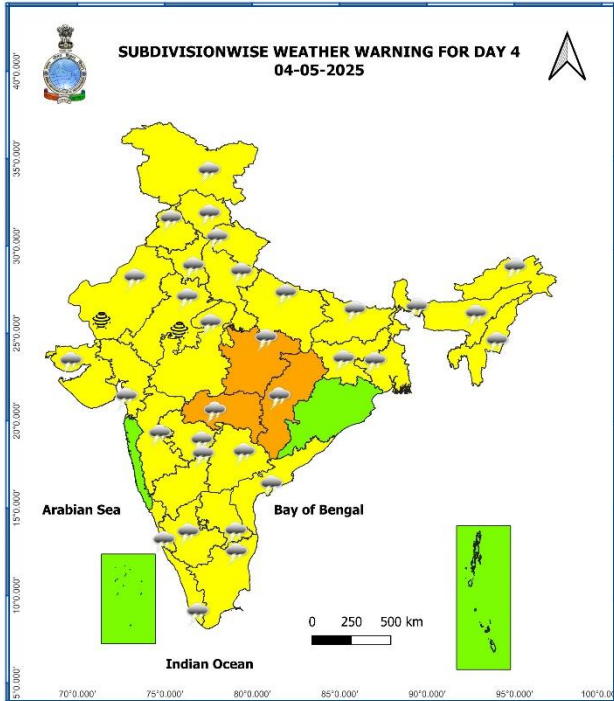 SUBDIVISIONWISE WEATHER WARNING FOR DAY 4
04-05-2025
40°0.000'
35°0.000'
30°0.000'
25°0.000'
20°0.000'
15°0.000'
10°0.000'
5°0.000'
Arabian Sea
Bay of Bengal
0 250 500 km
Indian Ocean
70°0.000' 75°0.000' 80°0.000' 85°0.000' 90°0.000' 95°0.000' 100°0.000'